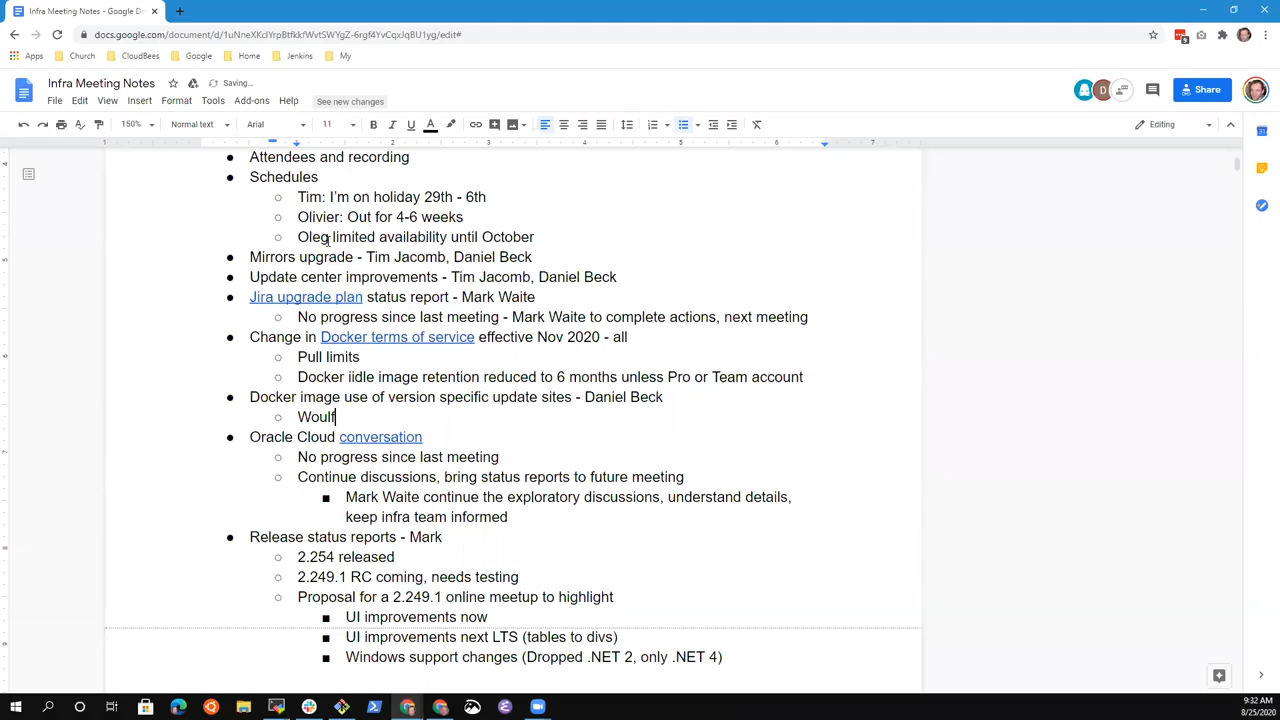 Infra Meeting Notes - Google Do
docs.google.com/document/d/1uNneXKcIYrpBtfkkfWvtSWYgZ-6rgf4YvCqxJqBU1yg/edit#
Apps Church CloudBees Google Home Jenkins My
Infra Meeting Notes Saving...
File Edit View Insert Format Tools Add-ons Help See new changes
D Share
150% Normal text Arial 11 B I U A Editing
1 2 3 4 5 6 7
Attendees and recording
Schedules
Tim: I'm on holiday 29th - 6th
Olivier: Out for 4-6 weeks
Oleg limited availability until October
Mirrors upgrade - Tim Jacomb, Daniel Beck
Update center improvements - Tim Jacomb, Daniel Beck
Jira upgrade plan status report - Mark Waite
No progress since last meeting - Mark Waite to complete actions, next meeting
Change in Docker terms of service effective Nov 2020 - all
Pull limits
Docker iidle image retention reduced to 6 months unless Pro or Team account
Docker image use of version specific update sites - Daniel Beck
Woulf
Oracle Cloud conversation
No progress since last meeting
Continue discussions, bring status reports to future meeting
Mark Waite continue the exploratory discussions, understand details,
keep infra team informed
Release status reports - Mark
2.254 released
2.249.1 RC coming, needs testing
Proposal for a 2.249.1 online meetup to highlight
UI improvements now
UI improvements next LTS (tables to divs)
Windows support changes (Dropped .NET 2, only .NET 4)
9:32 AM
8/25/2020